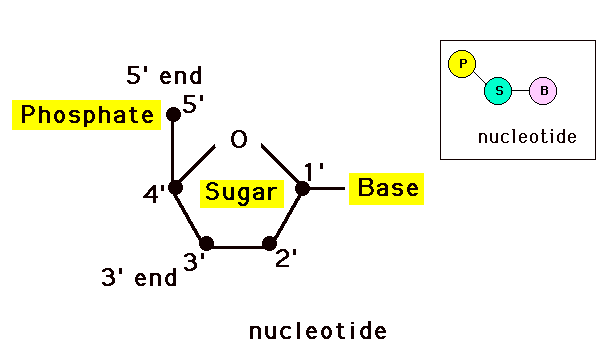 5' end
Phosphate 5'
O
1'
4' Sugar Base
3' 2'
3' end
nucleotide
P
S B
nucleotide